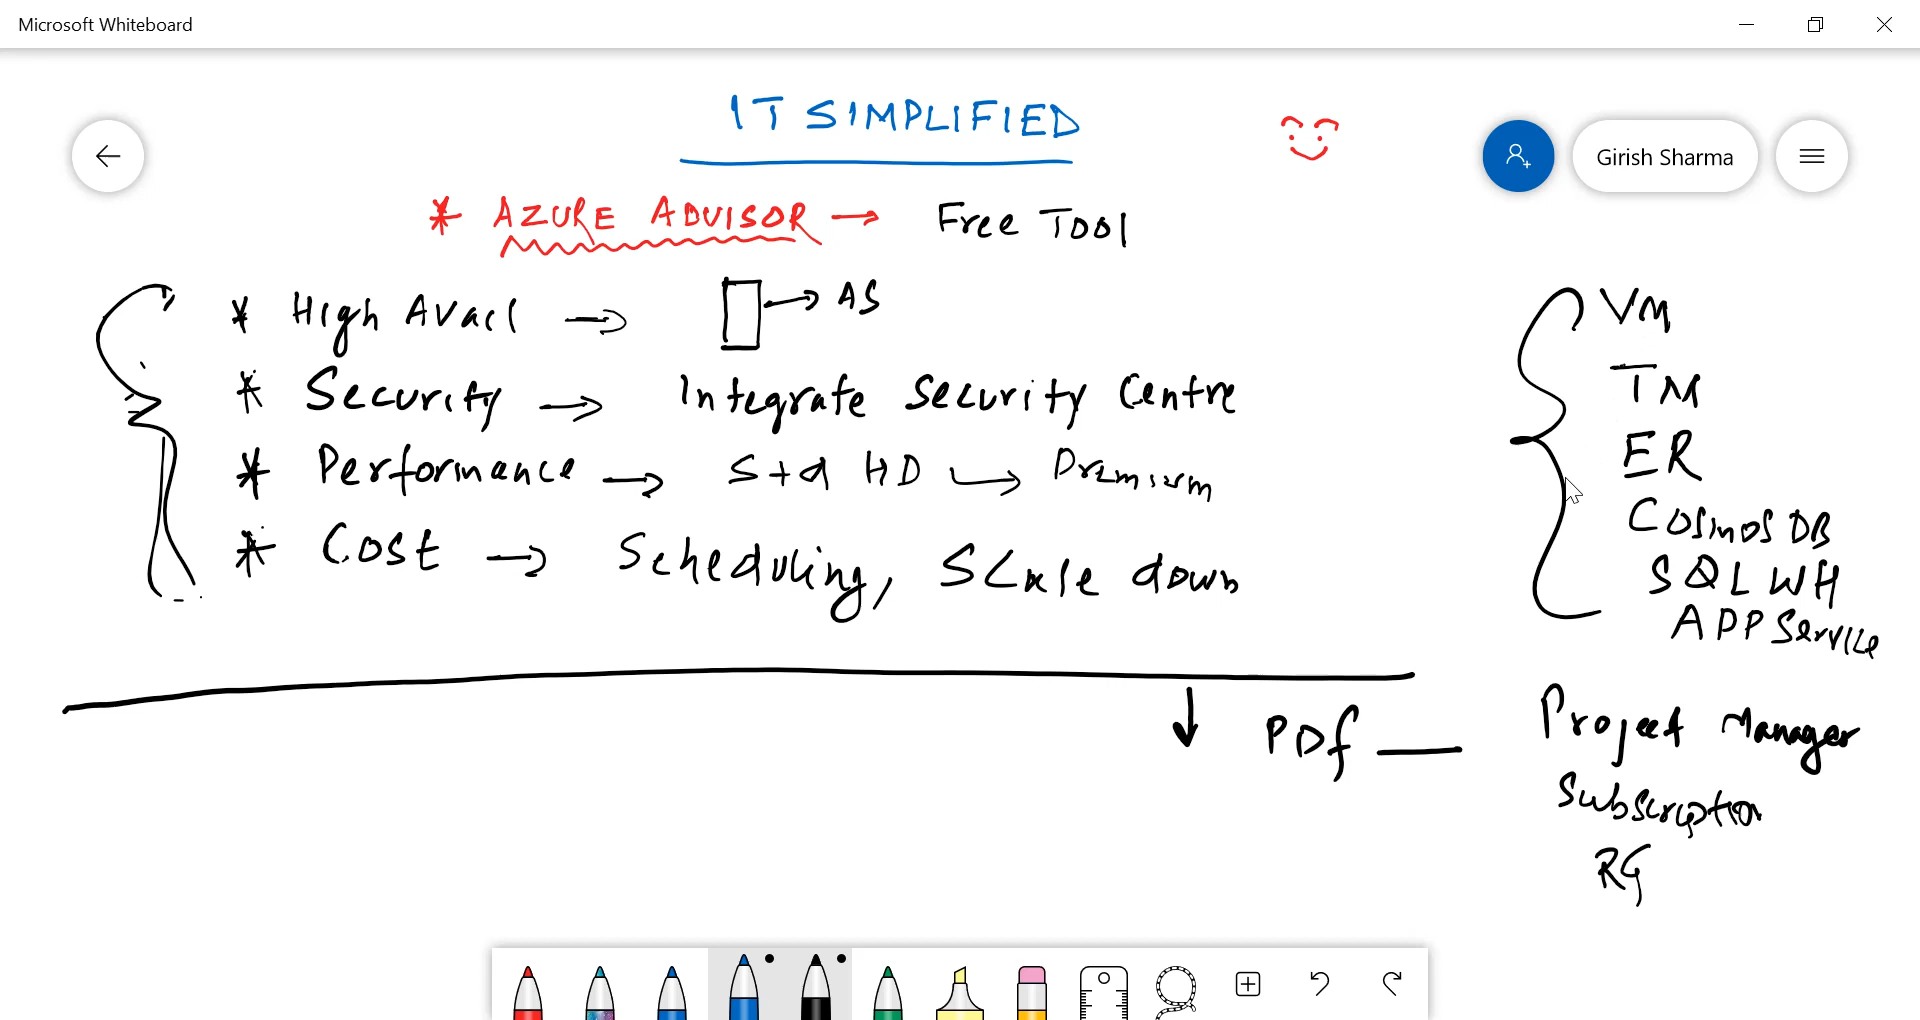 Microsoft Whiteboard
IT SIMPLIFIED
Girish Sharma
* AZURE ADVISOR → Free Tool
* High Avail → → AS
* Security → Integrate Security Centre
* Performance → Std HD → Premium
* Cost → Scheduling, Scale down
VM
TM
ER
COSMOS DB
SQL WH
APP Service
↓ PDf —
Project Manager
Subscription
RG